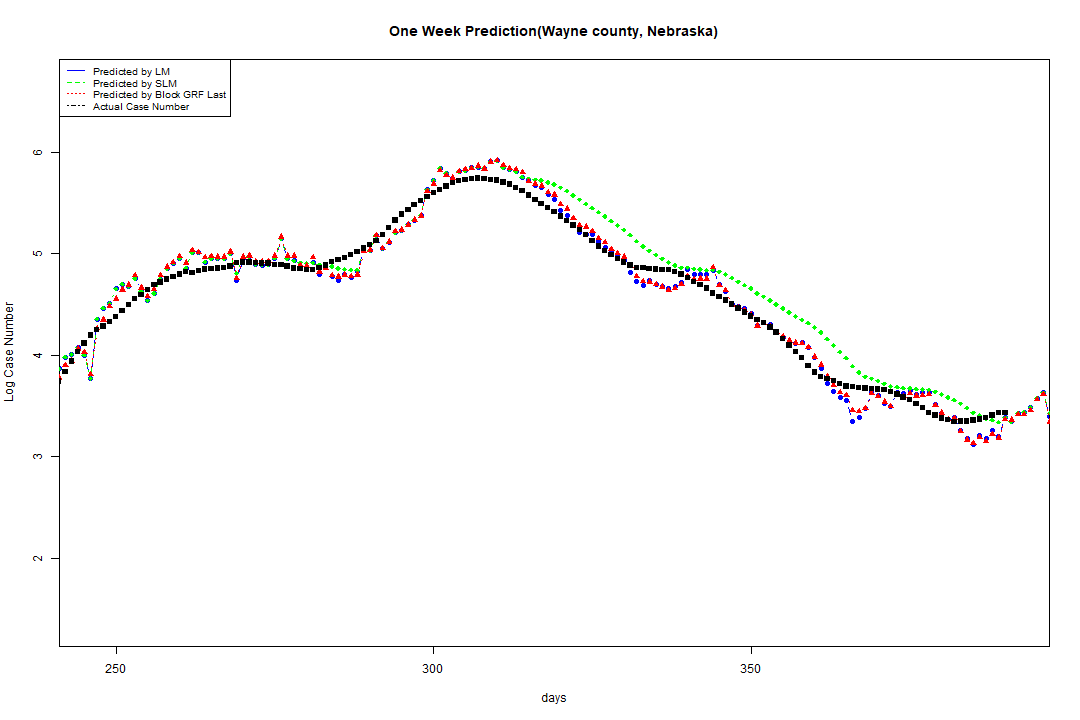 One Week Prediction(Wayne county, Nebraska)
Predicted by LM
Predicted by SLM
Predicted by Block GRF Last
Actual Case Number
6
5
4
3
2
Log Case Number
250 300 350
days